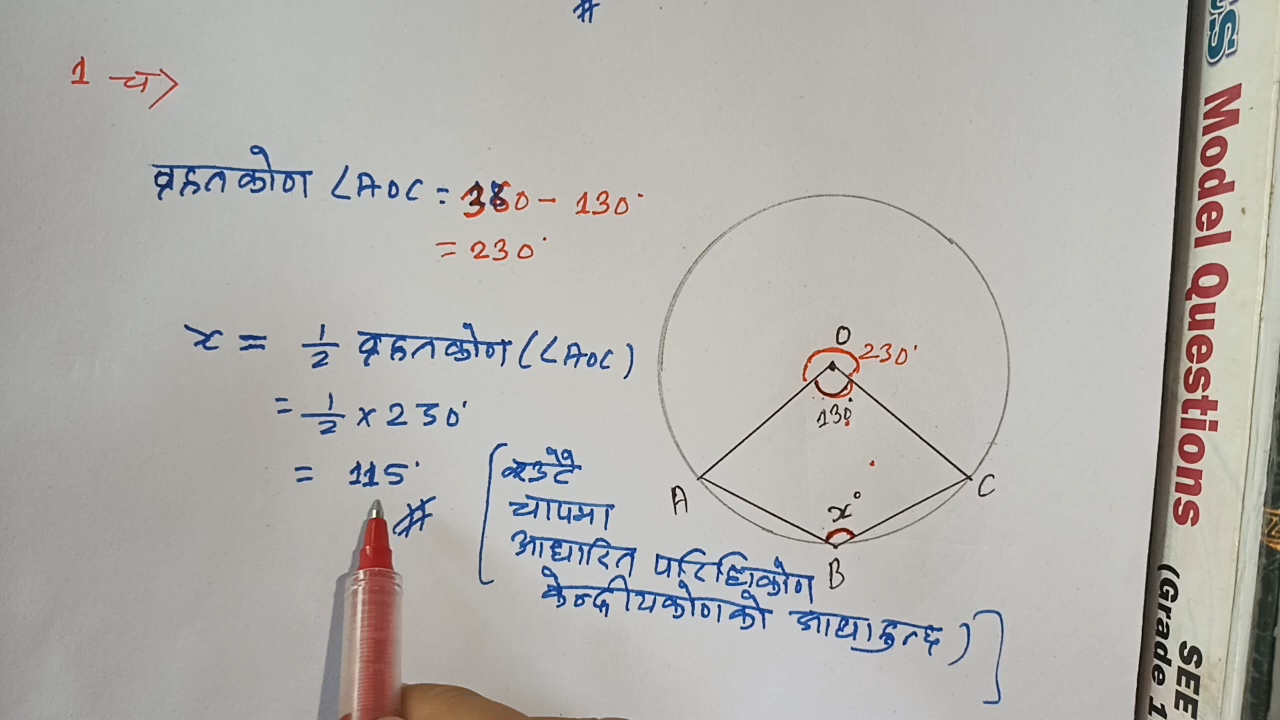 #
1 च>
वृहतकोण ∠AOC = 360 - 130°
= 230°
x = 1/2 वृहतकोण (∠AOC)
= 1/2 × 230°
= 115°
#
[ एउटै
चापमा
आधारित परिधिकोण
केन्द्रीयकोणको आधा हुन्छ ) ]
O
230°
130°
A
C
x°
B
Model Questions
SEE
(Grade 1